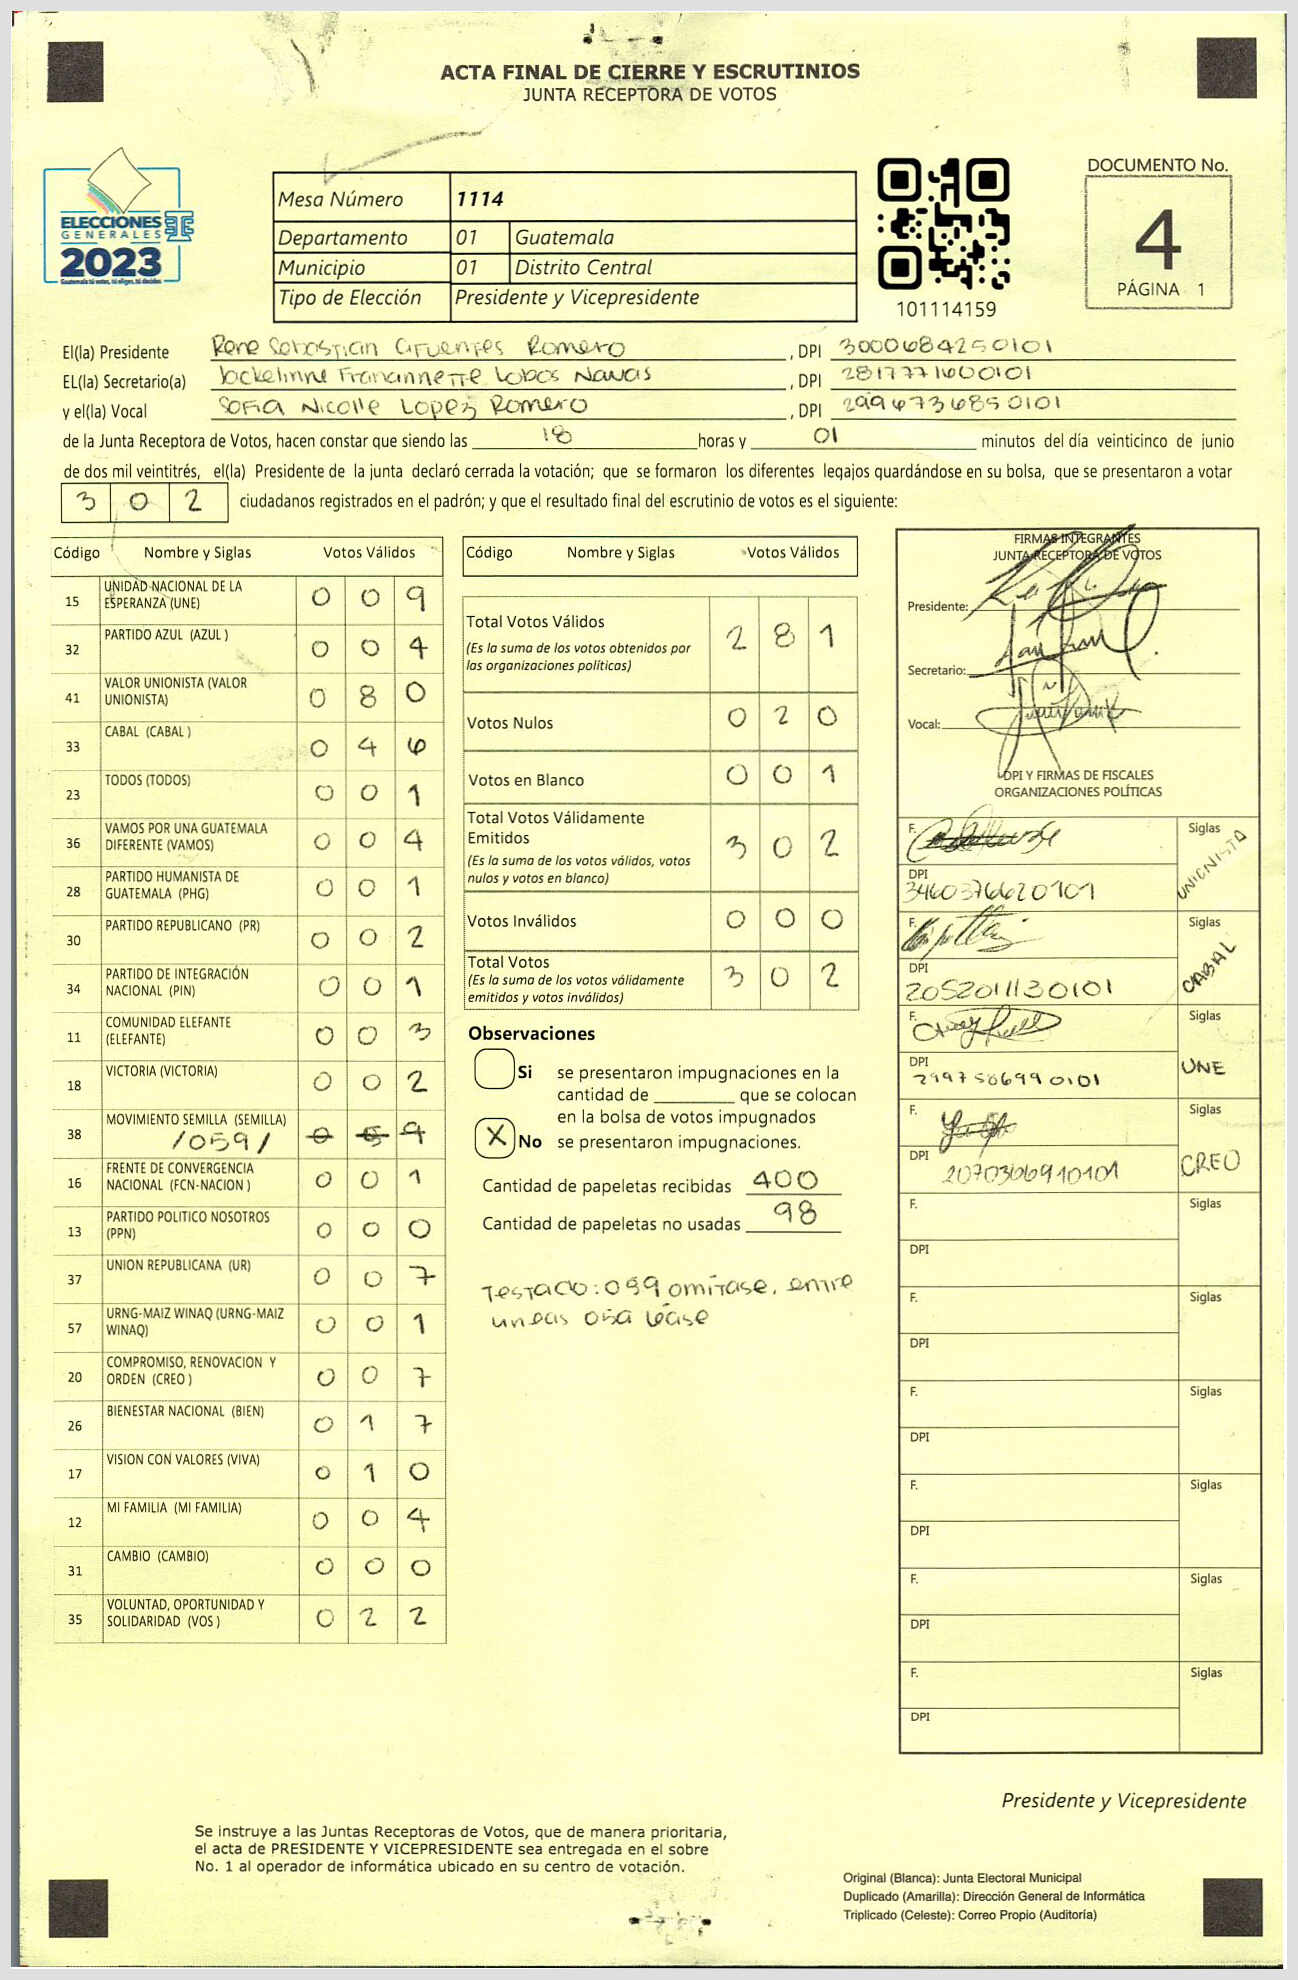 ACTA FINAL DE CIERRE Y ESCRUTINIOS
JUNTA RECEPTORA DE VOTOS
ELECCIONES
GENERALES
2023
Guatemala tú votas, tú eliges, tú decides
Mesa Número 1114
Departamento 01 Guatemala
Municipio 01 Distrito Central
Tipo de Elección Presidente y Vicepresidente
101114159
DOCUMENTO No.
4
PÁGINA 1
El(la) Presidente Rene Sebastian Cifuentes Romero, DPI 3000684250101
EL(la) Secretario(a) Jockelinne Franannette Lobos Navas, DPI 2817771600101
y el(la) Vocal Sofia Nicolle Lopez Romero, DPI 2996736850101
de la Junta Receptora de Votos, hacen constar que siendo las 18 horas y 01 minutos del día veinticinco de junio
de dos mil veintitrés, el(la) Presidente de la junta declaró cerrada la votación; que se formaron los diferentes legajos quardándose en su bolsa, que se presentaron a votar
3 0 2 ciudadanos registrados en el padrón; y que el resultado final del escrutinio de votos es el siguiente:
Código Nombre y Siglas Votos Válidos
15 UNIDAD NACIONAL DE LA ESPERANZA (UNE) 0 0 9
32 PARTIDO AZUL (AZUL ) 0 0 4
41 VALOR UNIONISTA (VALOR UNIONISTA) 0 8 0
33 CABAL (CABAL ) 0 4 6
23 TODOS (TODOS) 0 0 1
36 VAMOS POR UNA GUATEMALA DIFERENTE (VAMOS) 0 0 4
28 PARTIDO HUMANISTA DE GUATEMALA (PHG) 0 0 1
30 PARTIDO REPUBLICANO (PR) 0 0 2
34 PARTIDO DE INTEGRACIÓN NACIONAL (PIN) 0 0 1
11 COMUNIDAD ELEFANTE (ELEFANTE) 0 0 3
18 VICTORIA (VICTORIA) 0 0 2
38 MOVIMIENTO SEMILLA (SEMILLA) /059/
16 FRENTE DE CONVERGENCIA NACIONAL (FCN-NACION ) 0 0 1
13 PARTIDO POLITICO NOSOTROS (PPN) 0 0 0
37 UNION REPUBLICANA (UR) 0 0 7
57 URNG-MAIZ WINAQ (URNG-MAIZ WINAQ) 0 0 1
20 COMPROMISO, RENOVACION Y ORDEN (CREO ) 0 0 7
26 BIENESTAR NACIONAL (BIEN) 0 1 7
17 VISION CON VALORES (VIVA) 0 1 0
12 MI FAMILIA (MI FAMILIA) 0 0 4
31 CAMBIO (CAMBIO) 0 0 0
35 VOLUNTAD, OPORTUNIDAD Y SOLIDARIDAD (VOS ) 0 2 2
Código Nombre y Siglas Votos Válidos
Total Votos Válidos 2 8 1
(Es la suma de los votos obtenidos por
las organizaciones políticas)
Votos Nulos 0 2 0
Votos en Blanco 0 0 1
Total Votos Válidamente
Emitidos 3 0 2
(Es la suma de los votos válidos, votos
nulos y votos en blanco)
Votos Inválidos 0 0 0
Total Votos 3 0 2
(Es la suma de los votos válidamente
emitidos y votos inválidos)
Observaciones
Si se presentaron impugnaciones en la
cantidad de ________ que se colocan
en la bolsa de votos impugnados
X No se presentaron impugnaciones.
Cantidad de papeletas recibidas 400
Cantidad de papeletas no usadas 98
Testado: 099 omitase, entre
lineas 059 léase
FIRMAS INTEGRANTES
JUNTA RECEPTORA DE VOTOS
Presidente:
Secretario:
Vocal:
DPI Y FIRMAS DE FISCALES
ORGANIZACIONES POLÍTICAS
F. Siglas UNIONISTA
DPI 3460376620101
F. Siglas CABAL
DPI 2052011130101
F. Siglas UNE
DPI 2997506990101
F. Siglas CREO
DPI 2070306910101
F. Siglas
DPI
F. Siglas
DPI
F. Siglas
DPI
F. Siglas
DPI
F. Siglas
DPI
F. Siglas
DPI
Presidente y Vicepresidente
Se instruye a las Juntas Receptoras de Votos, que de manera prioritaria,
el acta de PRESIDENTE Y VICEPRESIDENTE sea entregada en el sobre
No. 1 al operador de informática ubicado en su centro de votación.
Original (Blanca): Junta Electoral Municipal
Duplicado (Amarilla): Dirección General de Informática
Triplicado (Celeste): Correo Propio (Auditoría)